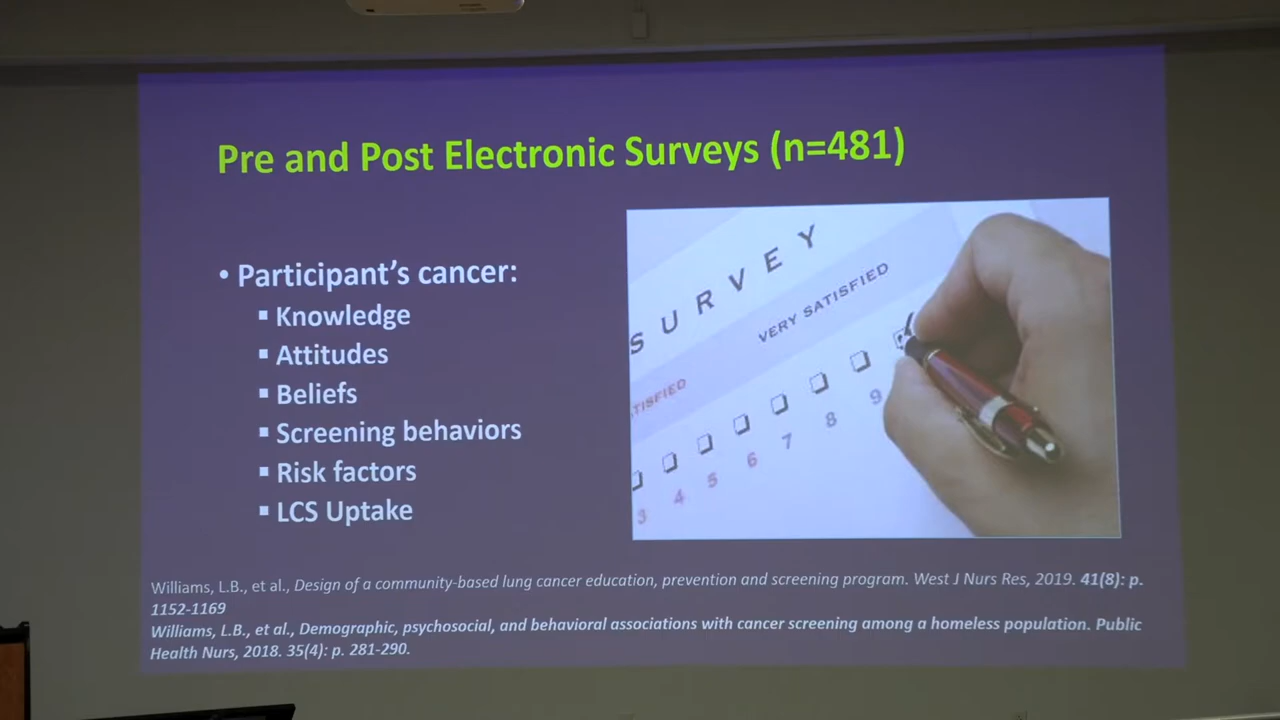 Pre and Post Electronic Surveys (n=481)
• Participant's cancer:
▪ Knowledge
▪ Attitudes
▪ Beliefs
▪ Screening behaviors
▪ Risk factors
▪ LCS Uptake
SURVEY
VERY SATISFIED
TISFIED
3 4 5 6 7 8 9
Williams, L.B., et al., Design of a community-based lung cancer education, prevention and screening program. West J Nurs Res, 2019. 41(8): p.
1152-1169
Williams, L.B., et al., Demographic, psychosocial, and behavioral associations with cancer screening among a homeless population. Public
Health Nurs, 2018. 35(4): p. 281-290.